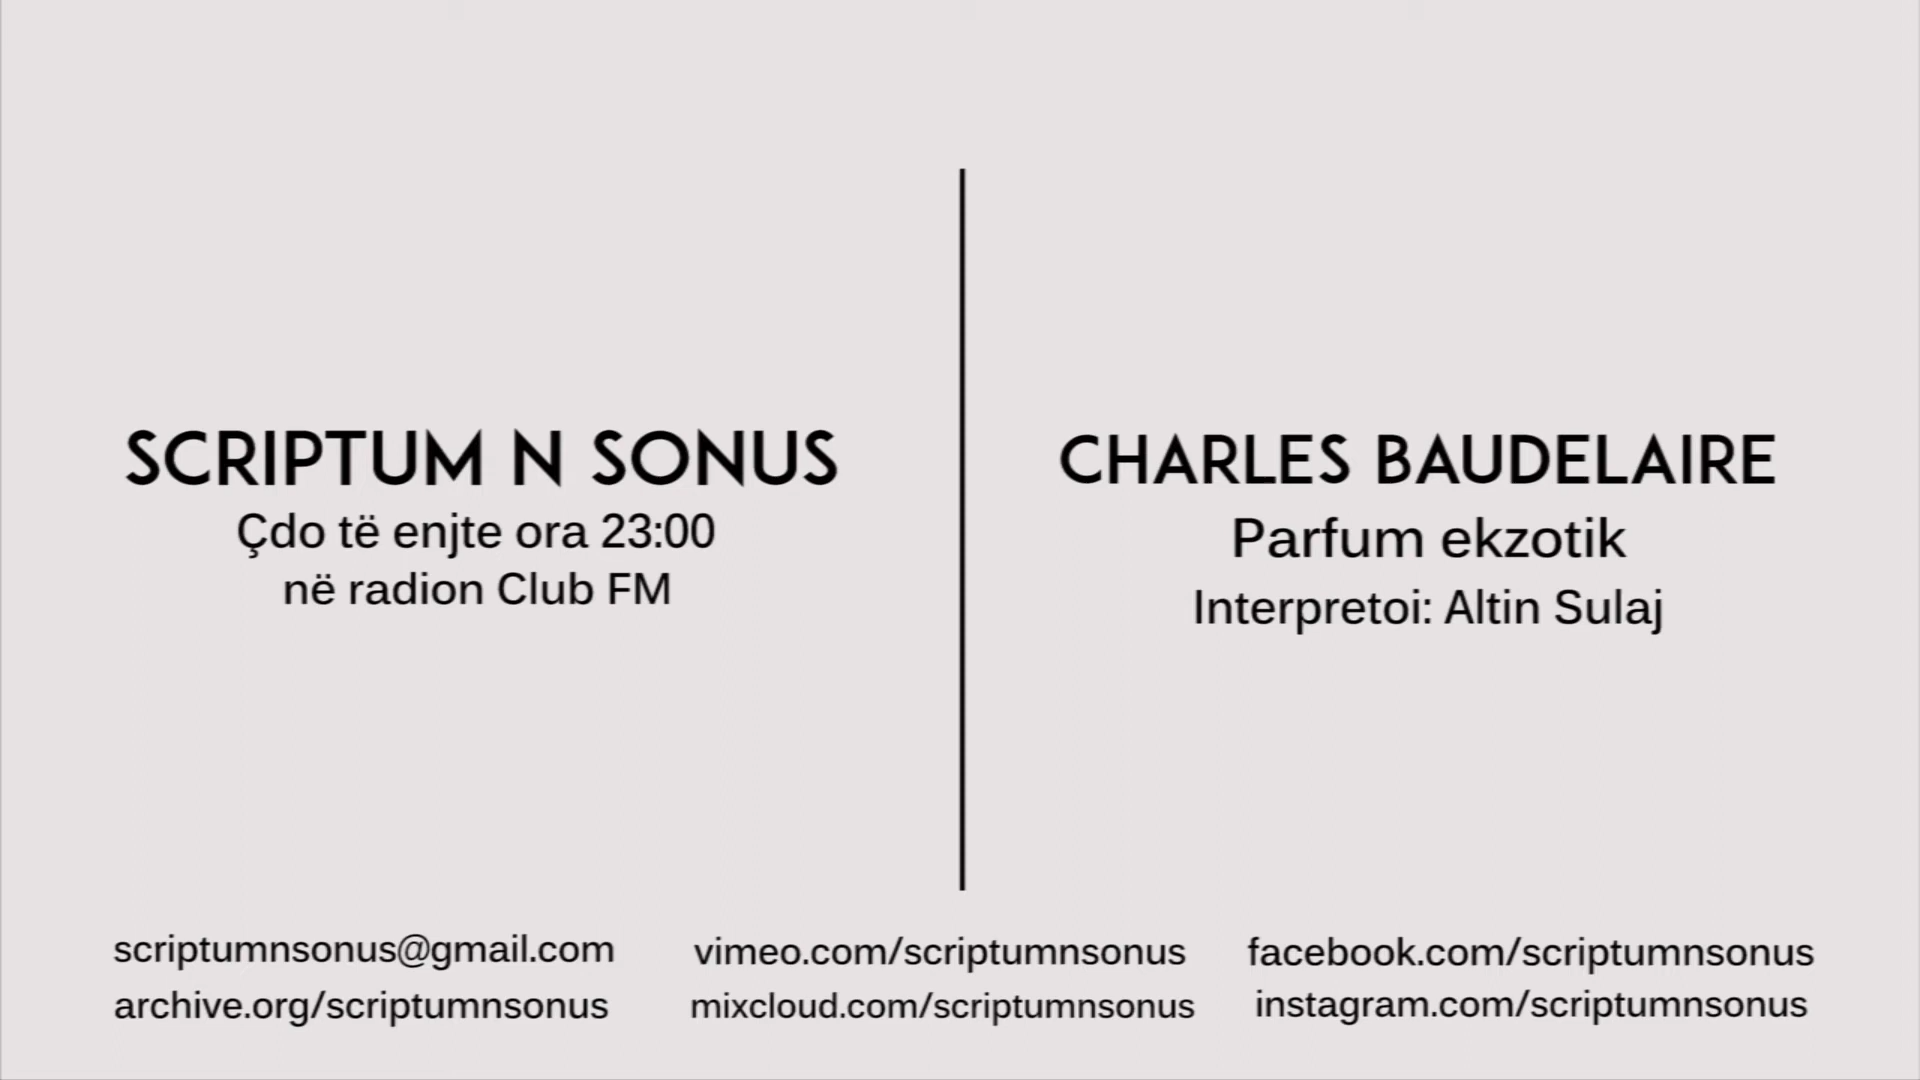 SCRIPTUM N SONUS
Çdo të enjte ora 23:00
në radion Club FM
CHARLES BAUDELAIRE
Parfum ekzotik
Interpretoi: Altin Sulaj
scriptumnsonus@gmail.com
archive.org/scriptumnsonus
vimeo.com/scriptumnsonus
mixcloud.com/scriptumnsonus
facebook.com/scriptumnsonus
instagram.com/scriptumnsonus